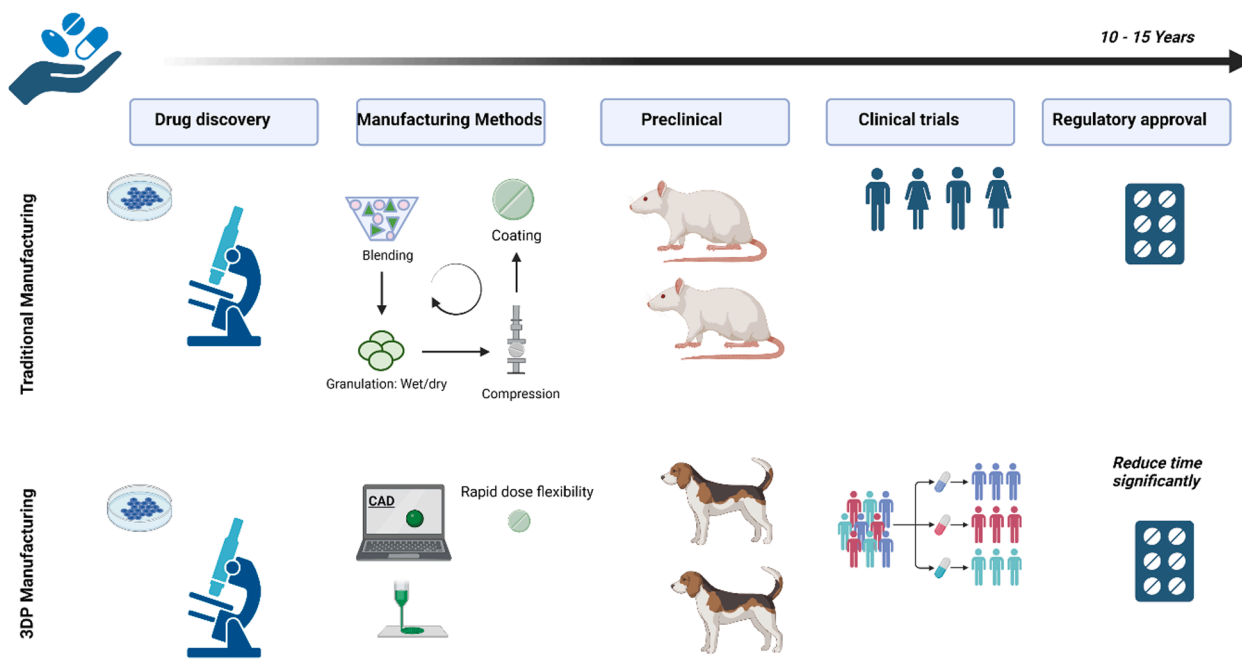 10 - 15 Years
Drug discovery
Manufacturing Methods
Preclinical
Clinical trials
Regulatory approval
Traditional Manufacturing
Blending
Coating
Granulation: Wet/dry
Compression
3DP Manufacturing
CAD
Rapid dose flexibility
Reduce time
significantly